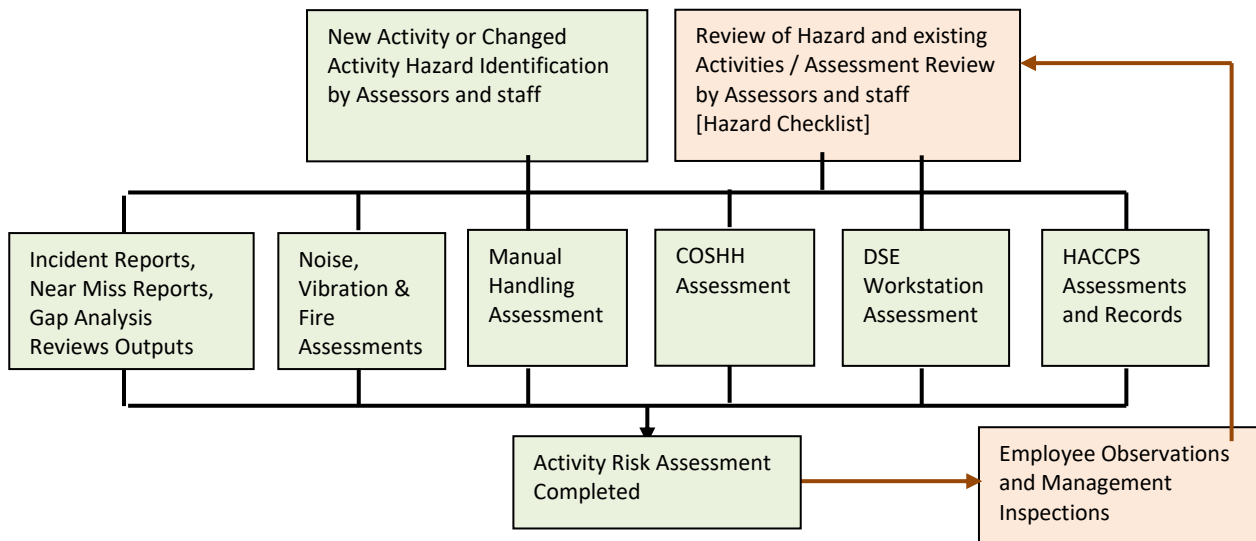 New Activity or Changed
Activity Hazard Identification
by Assessors and staff
Review of Hazard and existing
Activities / Assessment Review
by Assessors and staff
[Hazard Checklist]
Incident Reports,
Near Miss Reports,
Gap Analysis
Reviews Outputs
Noise,
Vibration &
Fire
Assessments
Manual
Handling
Assessment
COSHH
Assessment
DSE
Workstation
Assessment
HACCPS
Assessments
and Records
Activity Risk Assessment
Completed
Employee Observations
and Management
Inspections